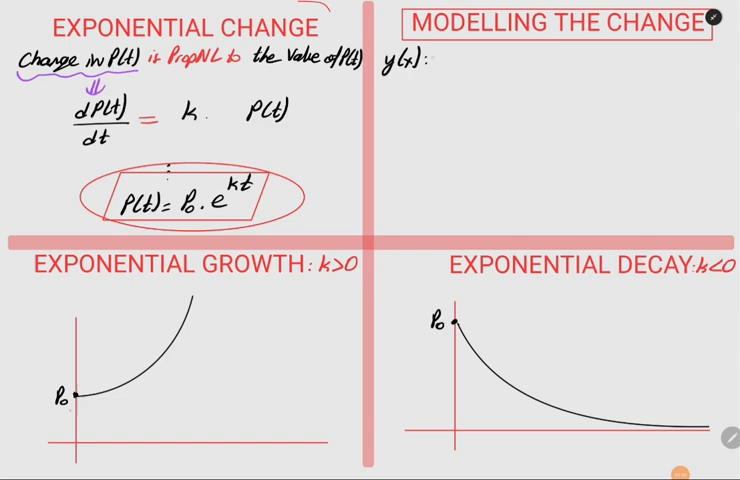 EXPONENTIAL CHANGE
Change in P(t) is PropNL to the value of P(t)
dP(t)/dt = k . P(t)
⋮
P(t) = P₀ . e^kt
MODELLING THE CHANGE
y(x):
EXPONENTIAL GROWTH: k>0
P₀
EXPONENTIAL DECAY: k<0
P₀